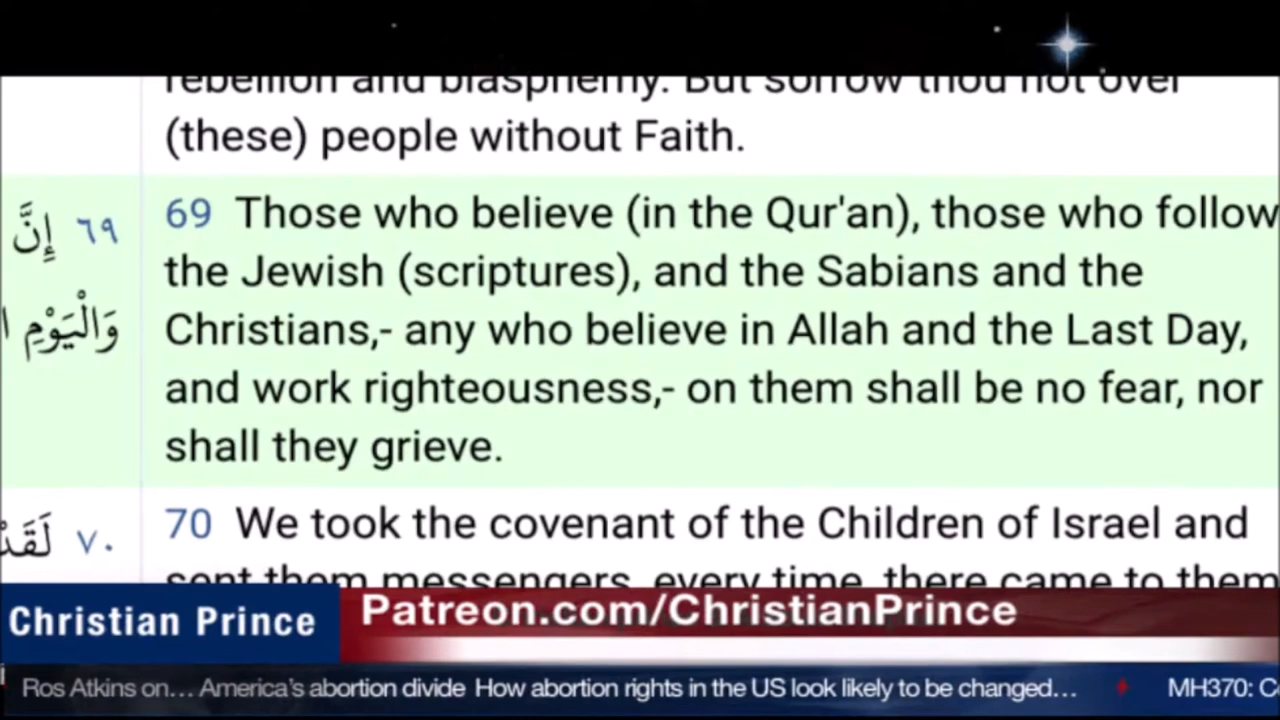 rebellion and blasphemy. But sorrow thou not over
(these) people without Faith.
إِنَّ ٦٩
69 Those who believe (in the Qur'an), those who follow
the Jewish (scriptures), and the Sabians and the
وَالْيَوْمِ ا
Christians,- any who believe in Allah and the Last Day,
and work righteousness,- on them shall be no fear, nor
shall they grieve.
لَقَدْ ٧٠
70 We took the covenant of the Children of Israel and
sent them messengers, every time, there came to them
Christian Prince
Patreon.com/ChristianPrince
Ros Atkins on... America's abortion divide How abortion rights in the US look likely to be changed... MH370: C